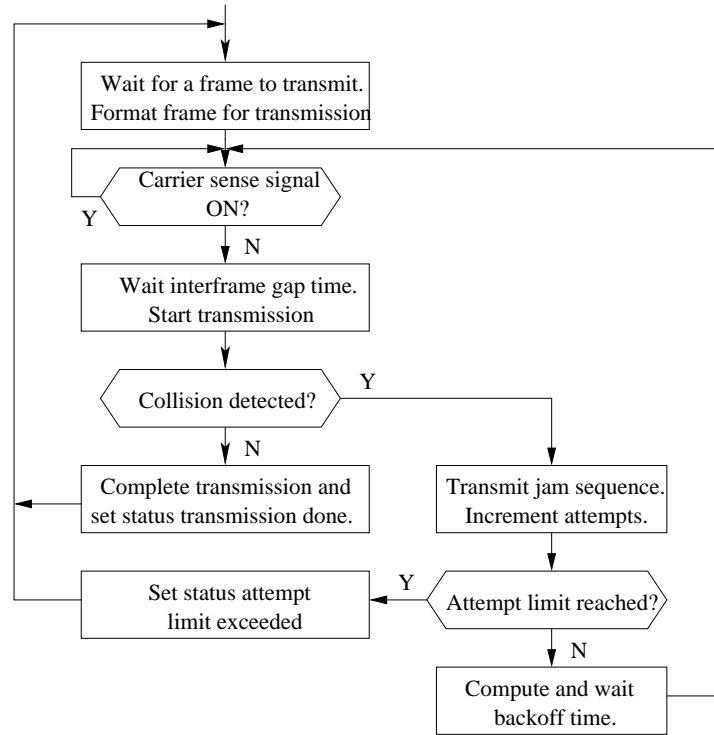 Wait for a frame to transmit.
Format frame for transmission
Carrier sense signal
ON?
Y
N
Wait interframe gap time.
Start transmission
Y
Collision detected?
N
Complete transmission and
set status transmission done.
Transmit jam sequence.
Increment attempts.
Y
Set status attempt
limit exceeded
Attempt limit reached?
N
Compute and wait
backoff time.